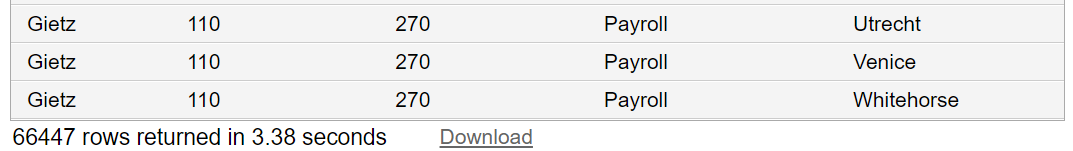 Gietz 110 270 Payroll Utrecht
Gietz 110 270 Payroll Venice
Gietz 110 270 Payroll Whitehorse
66447 rows returned in 3.38 seconds Download